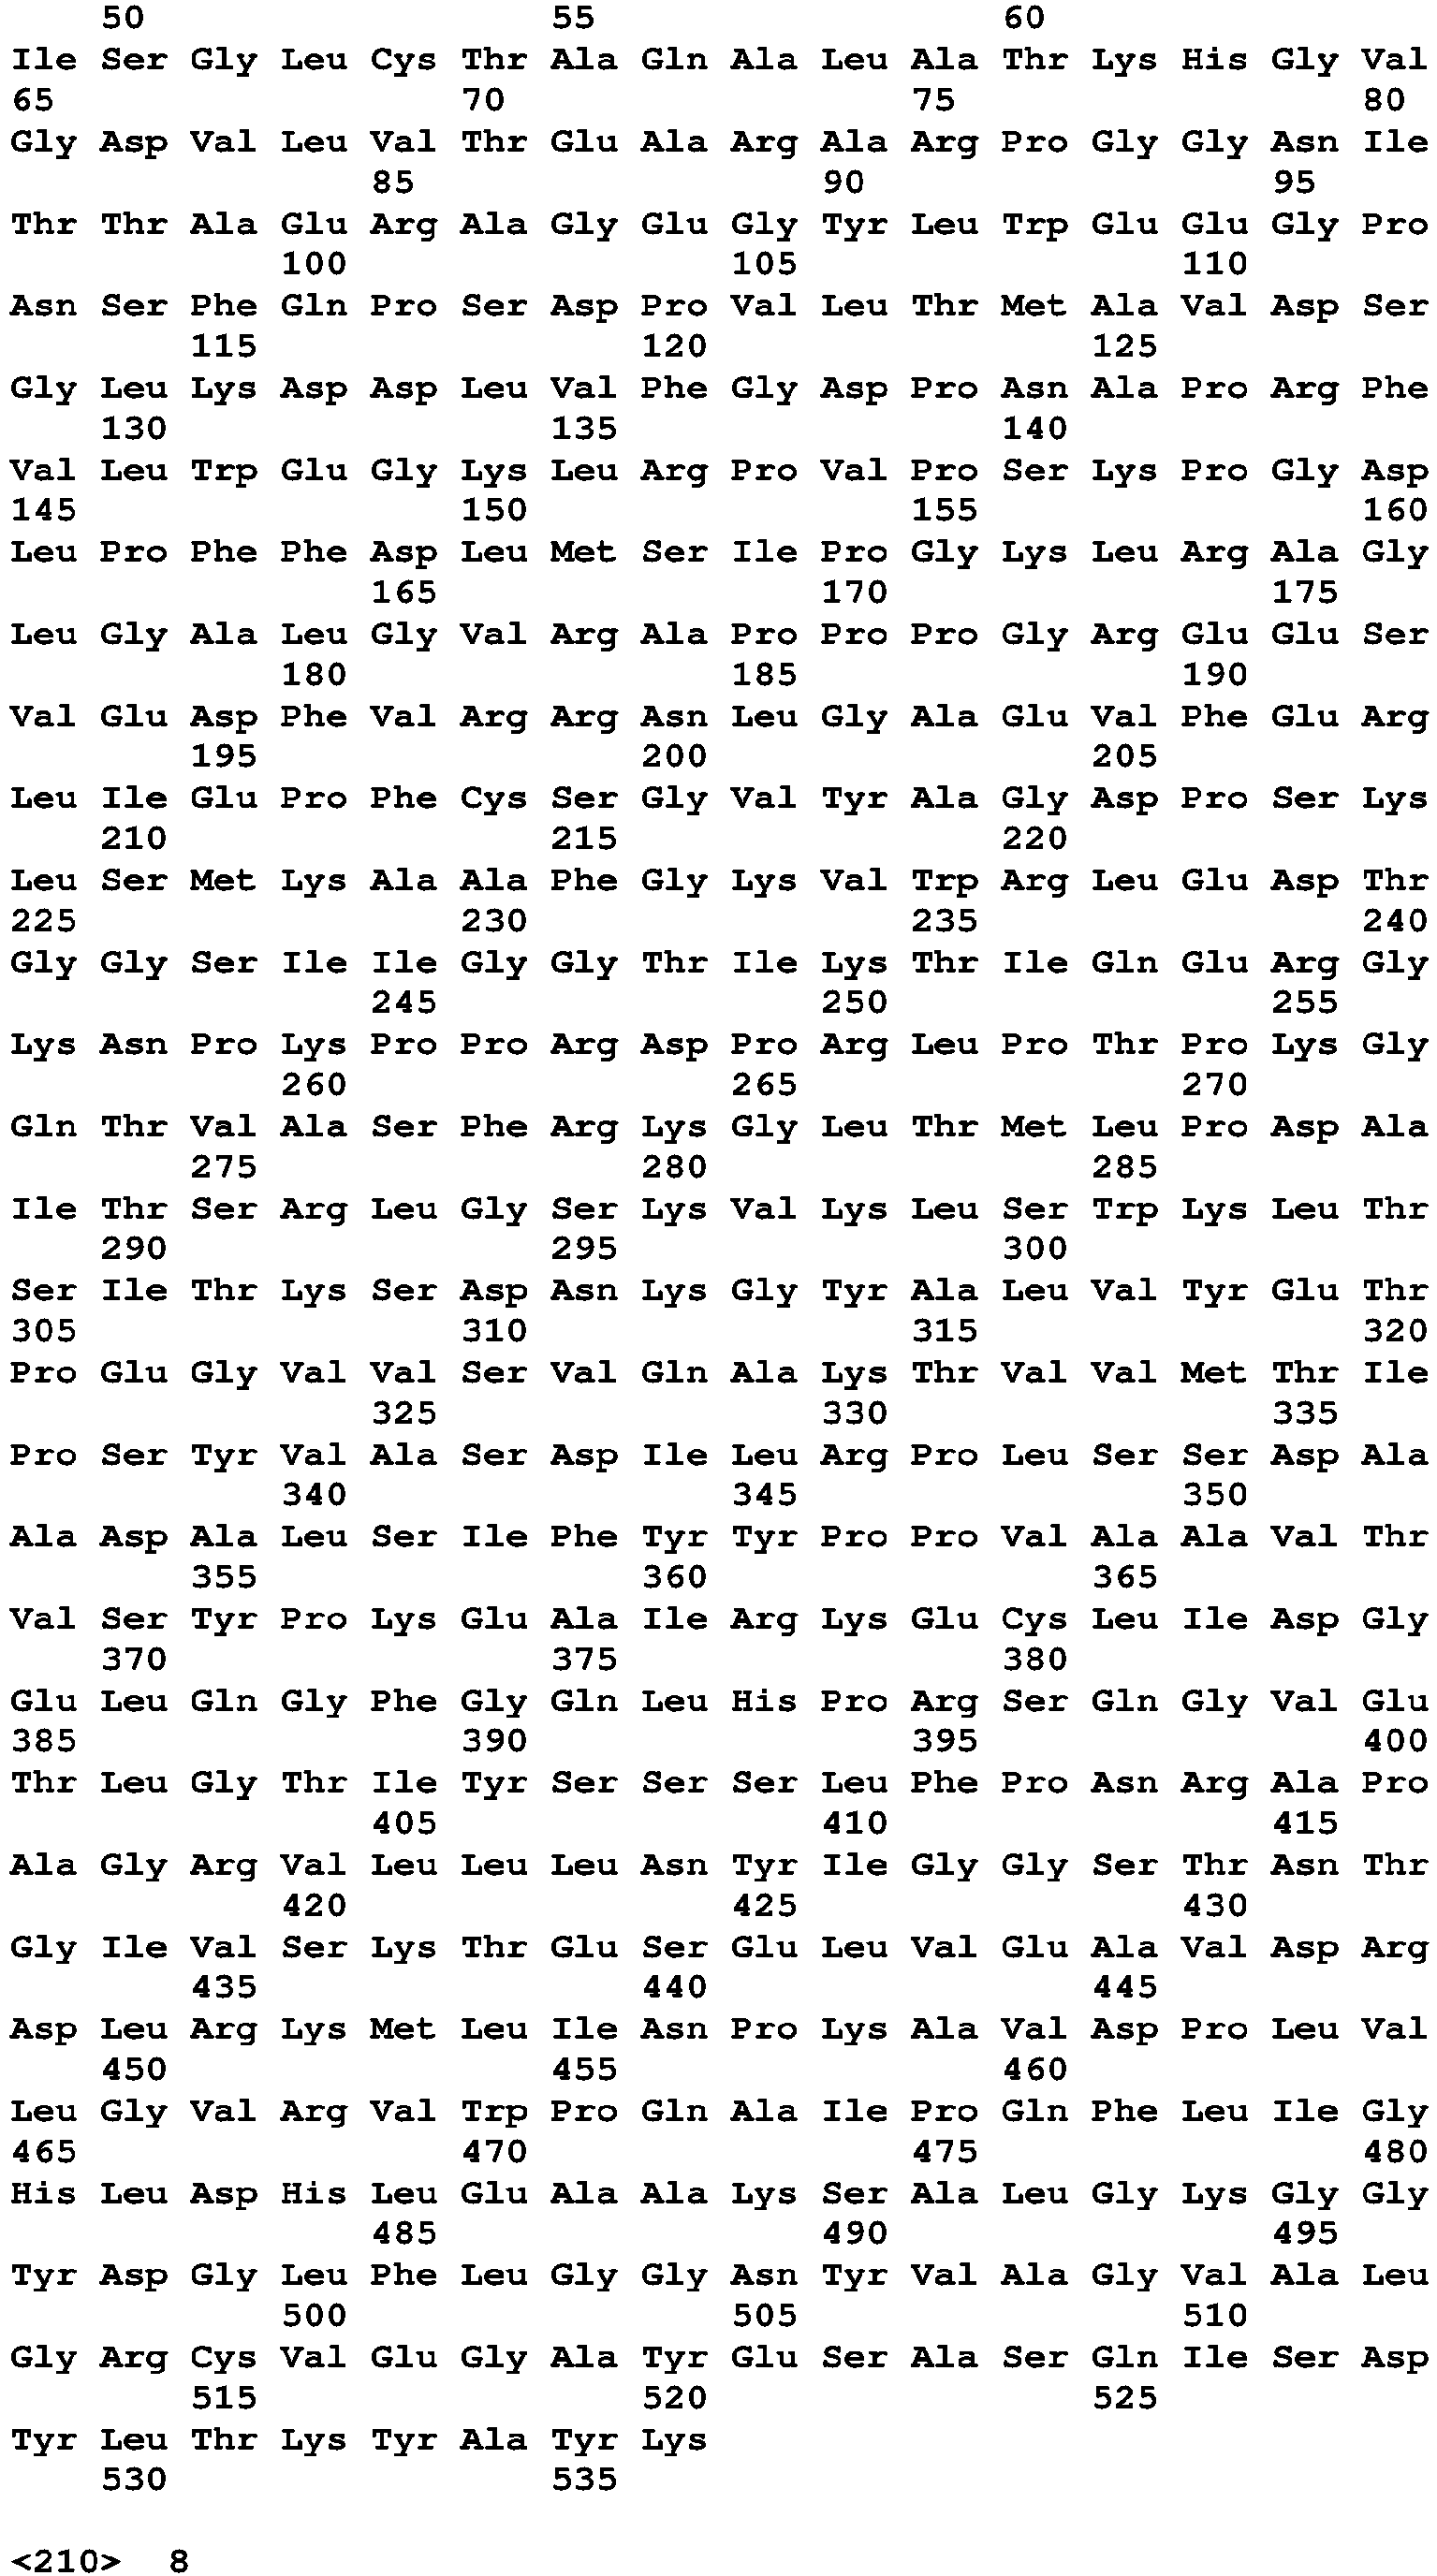 50 55 60
Ile Ser Gly Leu Cys Thr Ala Gln Ala Leu Ala Thr Lys His Gly Val
65 70 75 80
Gly Asp Val Leu Val Thr Glu Ala Arg Ala Arg Pro Gly Gly Asn Ile
85 90 95
Thr Thr Ala Glu Arg Ala Gly Glu Gly Tyr Leu Trp Glu Glu Gly Pro
100 105 110
Asn Ser Phe Gln Pro Ser Asp Pro Val Leu Thr Met Ala Val Asp Ser
115 120 125
Gly Leu Lys Asp Asp Leu Val Phe Gly Asp Pro Asn Ala Pro Arg Phe
130 135 140
Val Leu Trp Glu Gly Lys Leu Arg Pro Val Pro Ser Lys Pro Gly Asp
145 150 155 160
Leu Pro Phe Phe Asp Leu Met Ser Ile Pro Gly Lys Leu Arg Ala Gly
165 170 175
Leu Gly Ala Leu Gly Val Arg Ala Pro Pro Pro Gly Arg Glu Glu Ser
180 185 190
Val Glu Asp Phe Val Arg Arg Asn Leu Gly Ala Glu Val Phe Glu Arg
195 200 205
Leu Ile Glu Pro Phe Cys Ser Gly Val Tyr Ala Gly Asp Pro Ser Lys
210 215 220
Leu Ser Met Lys Ala Ala Phe Gly Lys Val Trp Arg Leu Glu Asp Thr
225 230 235 240
Gly Gly Ser Ile Ile Gly Gly Thr Ile Lys Thr Ile Gln Glu Arg Gly
245 250 255
Lys Asn Pro Lys Pro Pro Arg Asp Pro Arg Leu Pro Thr Pro Lys Gly
260 265 270
Gln Thr Val Ala Ser Phe Arg Lys Gly Leu Thr Met Leu Pro Asp Ala
275 280 285
Ile Thr Ser Arg Leu Gly Ser Lys Val Lys Leu Ser Trp Lys Leu Thr
290 295 300
Ser Ile Thr Lys Ser Asp Asn Lys Gly Tyr Ala Leu Val Tyr Glu Thr
305 310 315 320
Pro Glu Gly Val Val Ser Val Gln Ala Lys Thr Val Val Met Thr Ile
325 330 335
Pro Ser Tyr Val Ala Ser Asp Ile Leu Arg Pro Leu Ser Ser Asp Ala
340 345 350
Ala Asp Ala Leu Ser Ile Phe Tyr Tyr Pro Pro Val Ala Ala Val Thr
355 360 365
Val Ser Tyr Pro Lys Glu Ala Ile Arg Lys Glu Cys Leu Ile Asp Gly
370 375 380
Glu Leu Gln Gly Phe Gly Gln Leu His Pro Arg Ser Gln Gly Val Glu
385 390 395 400
Thr Leu Gly Thr Ile Tyr Ser Ser Ser Leu Phe Pro Asn Arg Ala Pro
405 410 415
Ala Gly Arg Val Leu Leu Leu Asn Tyr Ile Gly Gly Ser Thr Asn Thr
420 425 430
Gly Ile Val Ser Lys Thr Glu Ser Glu Leu Val Glu Ala Val Asp Arg
435 440 445
Asp Leu Arg Lys Met Leu Ile Asn Pro Lys Ala Val Asp Pro Leu Val
450 455 460
Leu Gly Val Arg Val Trp Pro Gln Ala Ile Pro Gln Phe Leu Ile Gly
465 470 475 480
His Leu Asp His Leu Glu Ala Ala Lys Ser Ala Leu Gly Lys Gly Gly
485 490 495
Tyr Asp Gly Leu Phe Leu Gly Gly Asn Tyr Val Ala Gly Val Ala Leu
500 505 510
Gly Arg Cys Val Glu Gly Ala Tyr Glu Ser Ala Ser Gln Ile Ser Asp
515 520 525
Tyr Leu Thr Lys Tyr Ala Tyr Lys
530 535
<210> 8